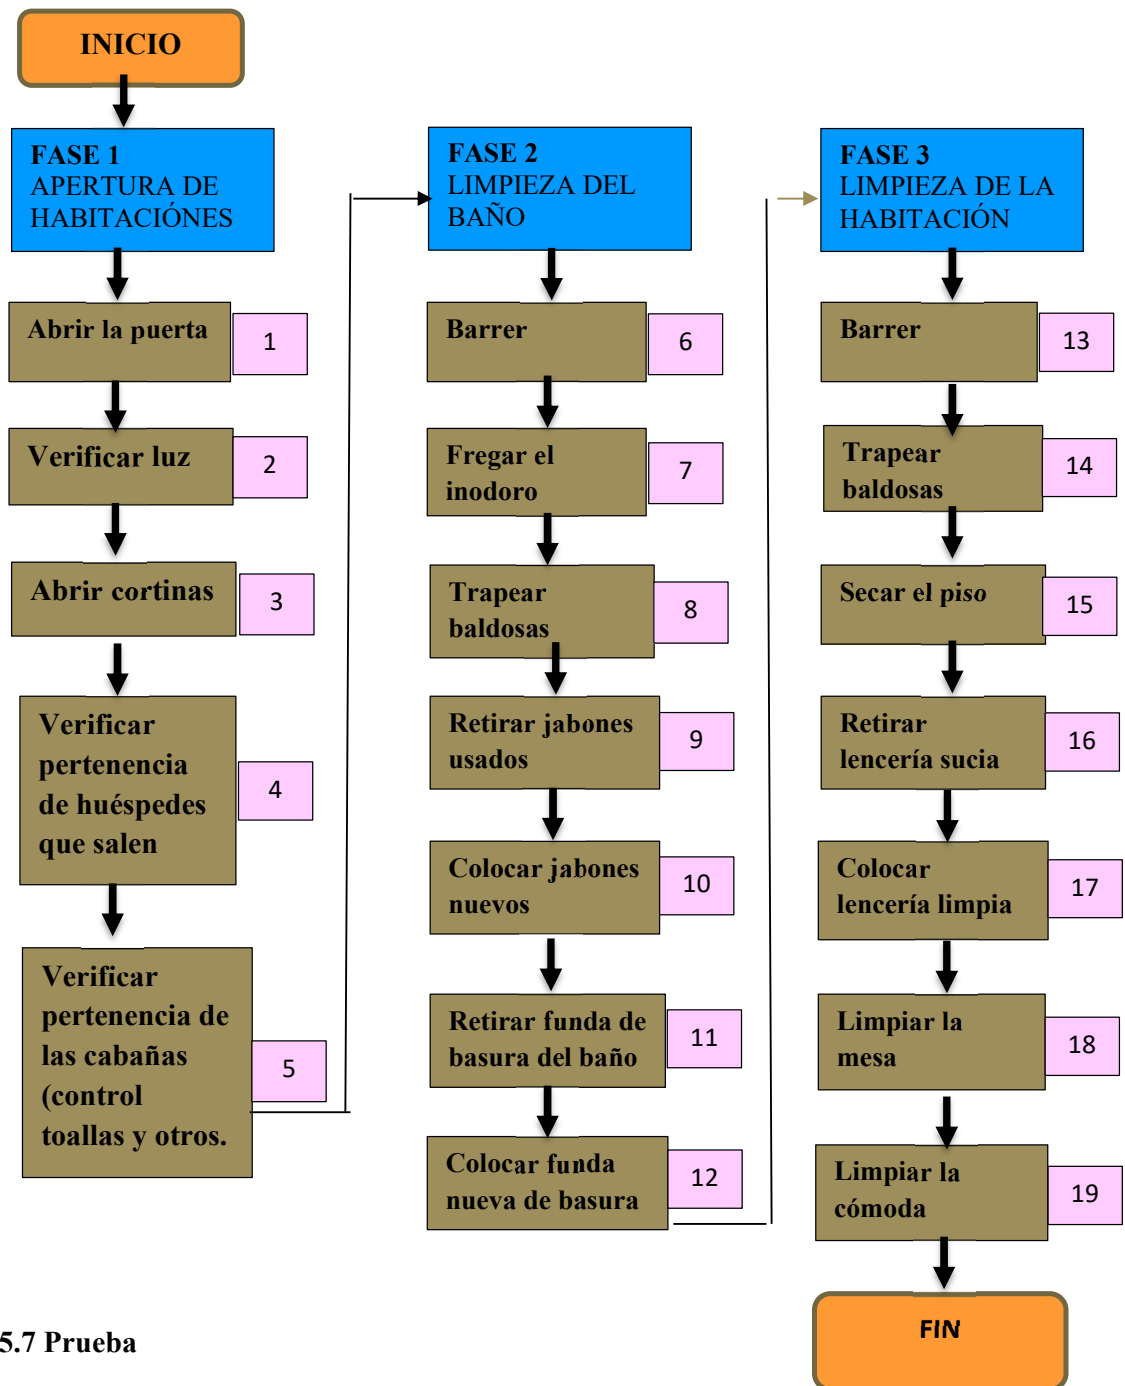 INICIO
FASE 1
APERTURA DE
HABITACIÓNES
Abrir la puerta
1
Verificar luz
2
Abrir cortinas
3
Verificar
pertenencia
de huéspedes
que salen
4
Verificar
pertenencia de
las cabañas
(control
toallas y otros.
5
FASE 2
LIMPIEZA DEL
BAÑO
Barrer
6
Fregar el
inodoro
7
Trapear
baldosas
8
Retirar jabones
usados
9
Colocar jabones
nuevos
10
Retirar funda de
basura del baño
11
Colocar funda
nueva de basura
12
FASE 3
LIMPIEZA DE LA
HABITACIÓN
Barrer
13
Trapear
baldosas
14
Secar el piso
15
Retirar
lencería sucia
16
Colocar
lencería limpia
17
Limpiar la
mesa
18
Limpiar la
cómoda
19
FIN
5.7 Prueba